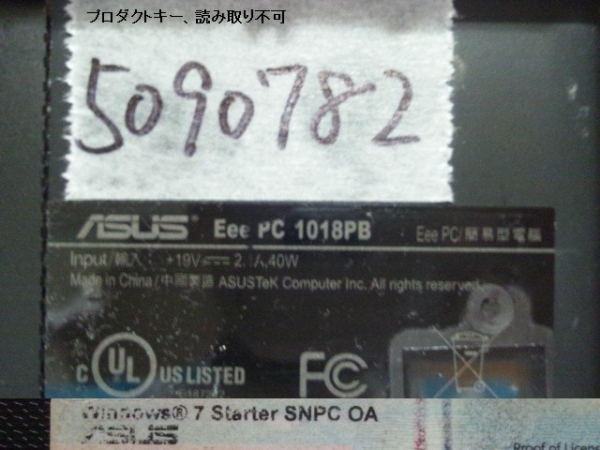 プロダクトキー、読み取り不可
5090782
ASUS Eee PC 1018PB Eee PC/簡易型電腦
Input/輸入: +19V⎓ 2.1A,40W
Made in China/中國製造 ASUSTeK Computer Inc. All rights reserved.
C UL US LISTED FC
Windows® 7 Starter SNPC OA
ASUS
Proof of License